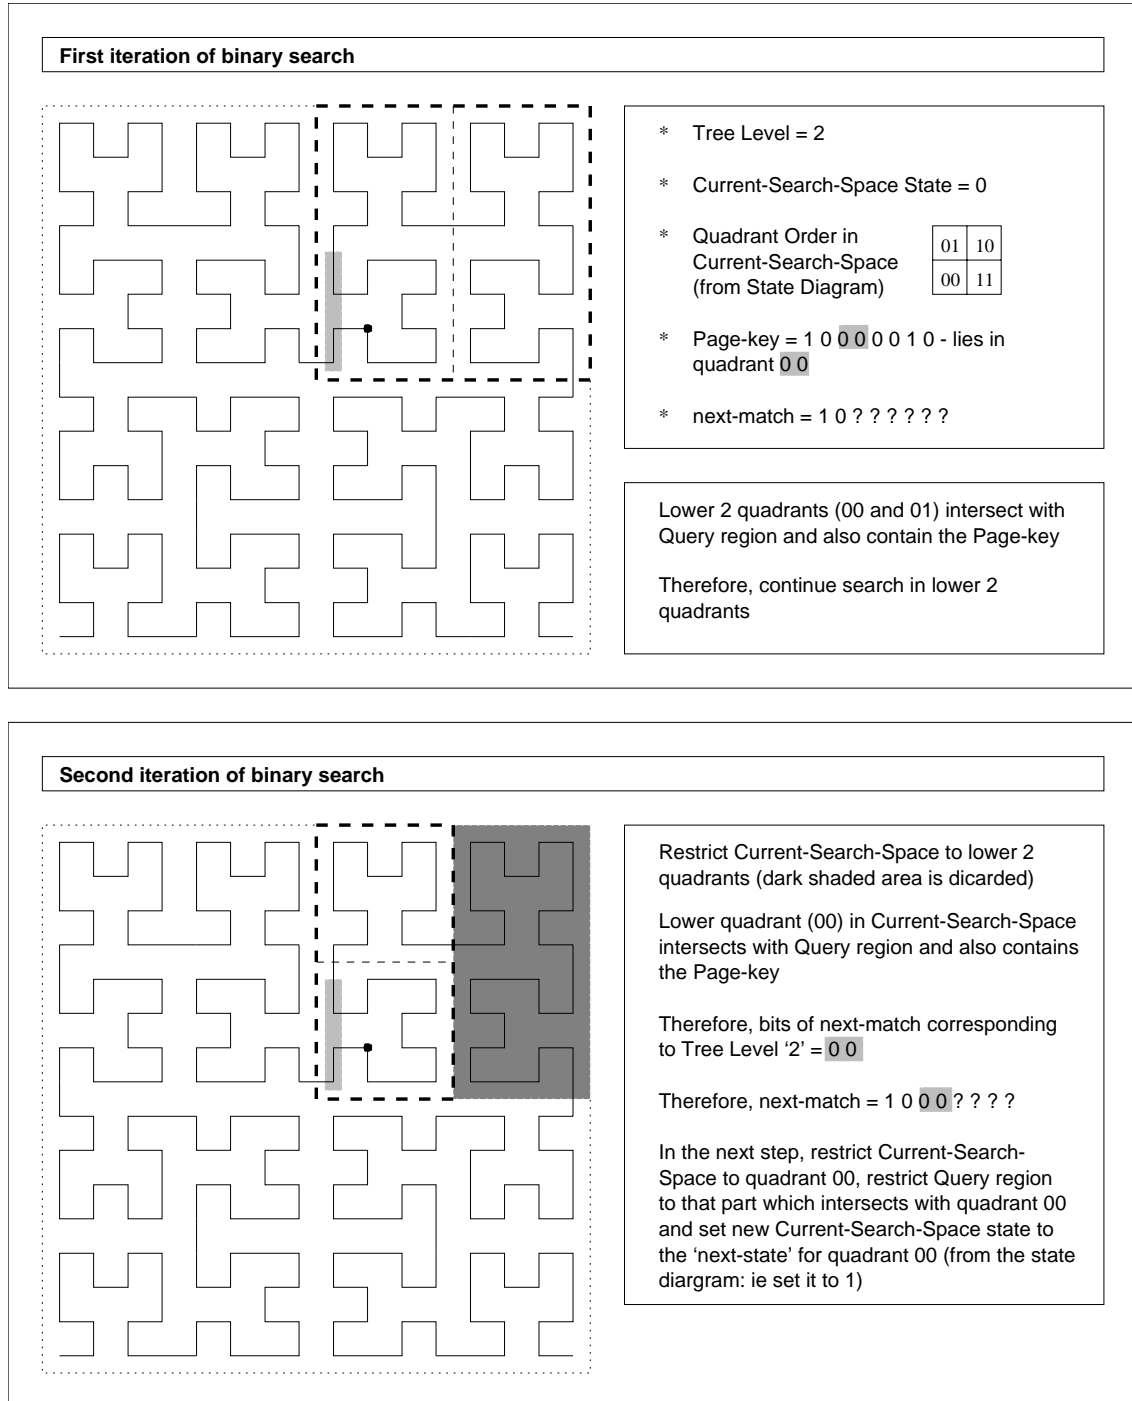 First iteration of binary search
* Tree Level = 2
* Current-Search-Space State = 0
* Quadrant Order in
Current-Search-Space
(from State Diagram)
01 10
00 11
* Page-key = 1 0 0 0 0 0 1 0 - lies in
quadrant 0 0
* next-match = 1 0 ? ? ? ? ? ?
Lower 2 quadrants (00 and 01) intersect with
Query region and also contain the Page-key
Therefore, continue search in lower 2
quadrants
Second iteration of binary search
Restrict Current-Search-Space to lower 2
quadrants (dark shaded area is dicarded)
Lower quadrant (00) in Current-Search-Space
intersects with Query region and also contains
the Page-key
Therefore, bits of next-match corresponding
to Tree Level ‘2’ = 0 0
Therefore, next-match = 1 0 0 0 ? ? ? ?
In the next step, restrict Current-Search-
Space to quadrant 00, restrict Query region
to that part which intersects with quadrant 00
and set new Current-Search-Space state to
the ‘next-state’ for quadrant 00 (from the state
diargram: ie set it to 1)